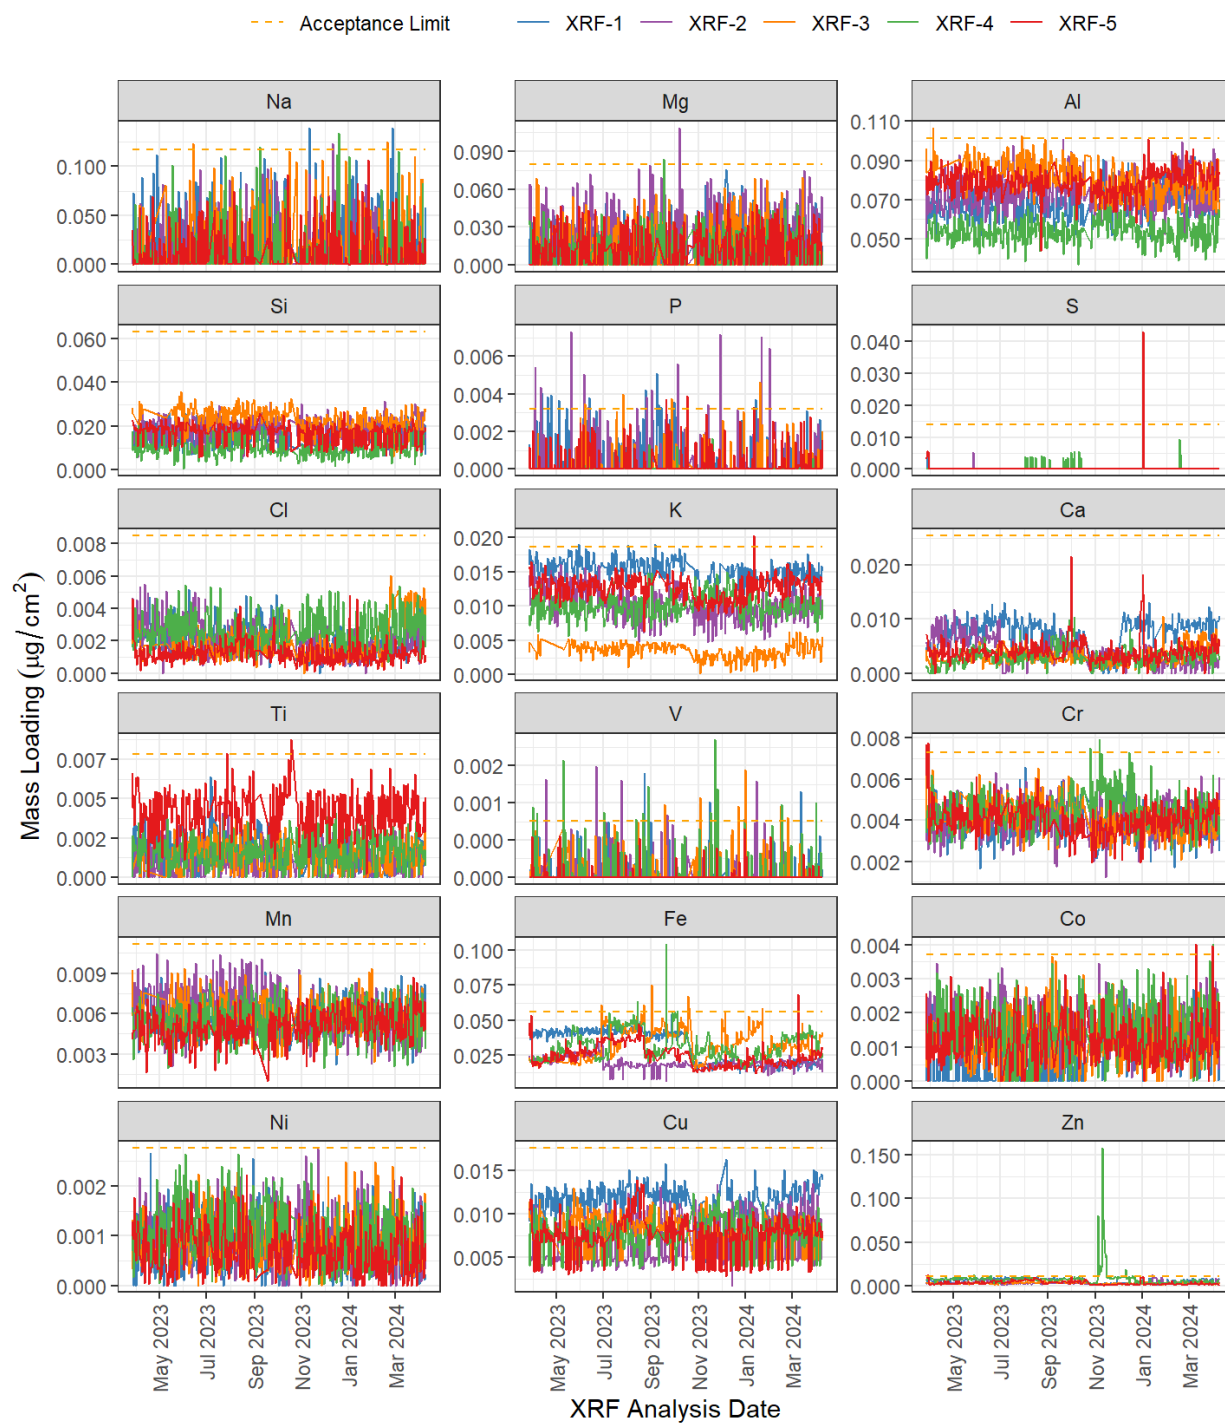 Acceptance Limit XRF-1 XRF-2 XRF-3 XRF-4 XRF-5
Na Mg Al
0.100 0.050 0.000
0.090 0.060 0.030 0.000
0.110 0.090 0.070 0.050
Si P S
0.060 0.040 0.020 0.000
0.006 0.004 0.002 0.000
0.040 0.030 0.020 0.010 0.000
Cl K Ca
0.008 0.006 0.004 0.002 0.000
0.020 0.015 0.010 0.005 0.000
0.020 0.010 0.000
Mass Loading (µg/cm²)
Ti V Cr
0.007 0.005 0.002 0.000
0.002 0.001 0.001 0.000
0.008 0.006 0.004 0.002
Mn Fe Co
0.009 0.006 0.003
0.100 0.075 0.050 0.025
0.004 0.003 0.002 0.001 0.000
Ni Cu Zn
0.002 0.001 0.001 0.000
0.015 0.010 0.005
0.150 0.100 0.050 0.000
May 2023 Jul 2023 Sep 2023 Nov 2023 Jan 2024 Mar 2024
May 2023 Jul 2023 Sep 2023 Nov 2023 Jan 2024 Mar 2024
May 2023 Jul 2023 Sep 2023 Nov 2023 Jan 2024 Mar 2024
XRF Analysis Date